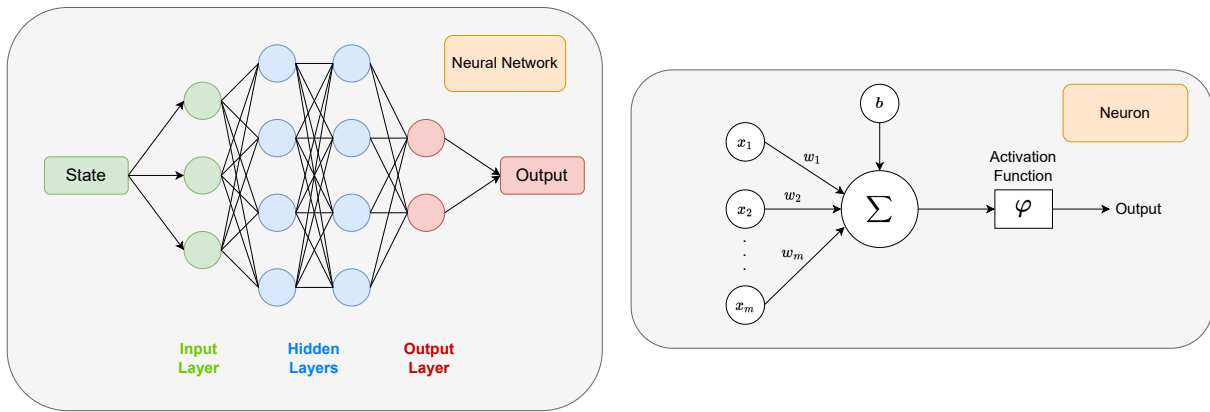 Neural Network
State
Output
Input
Layer
Hidden
Layers
Output
Layer
Neuron
b
x₁
w₁
Activation
Function
x₂
w₂
Σ
φ
Output
.
.
.
wₘ
xₘ